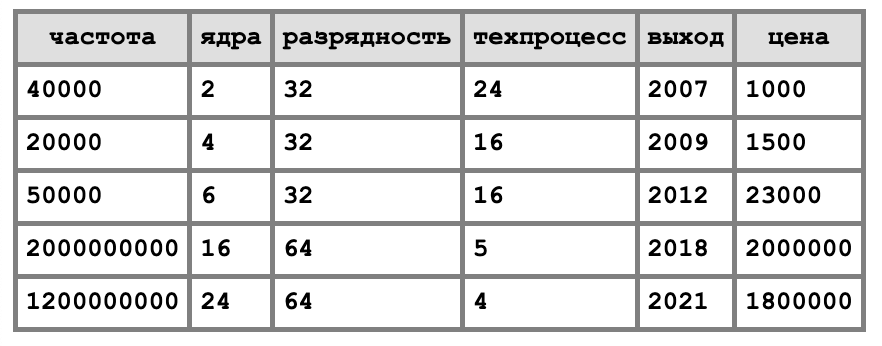 частота ядра разрядность техпроцесс выход цена
40000 2 32 24 2007 1000
20000 4 32 16 2009 1500
50000 6 32 16 2012 23000
2000000000 16 64 5 2018 2000000
1200000000 24 64 4 2021 1800000